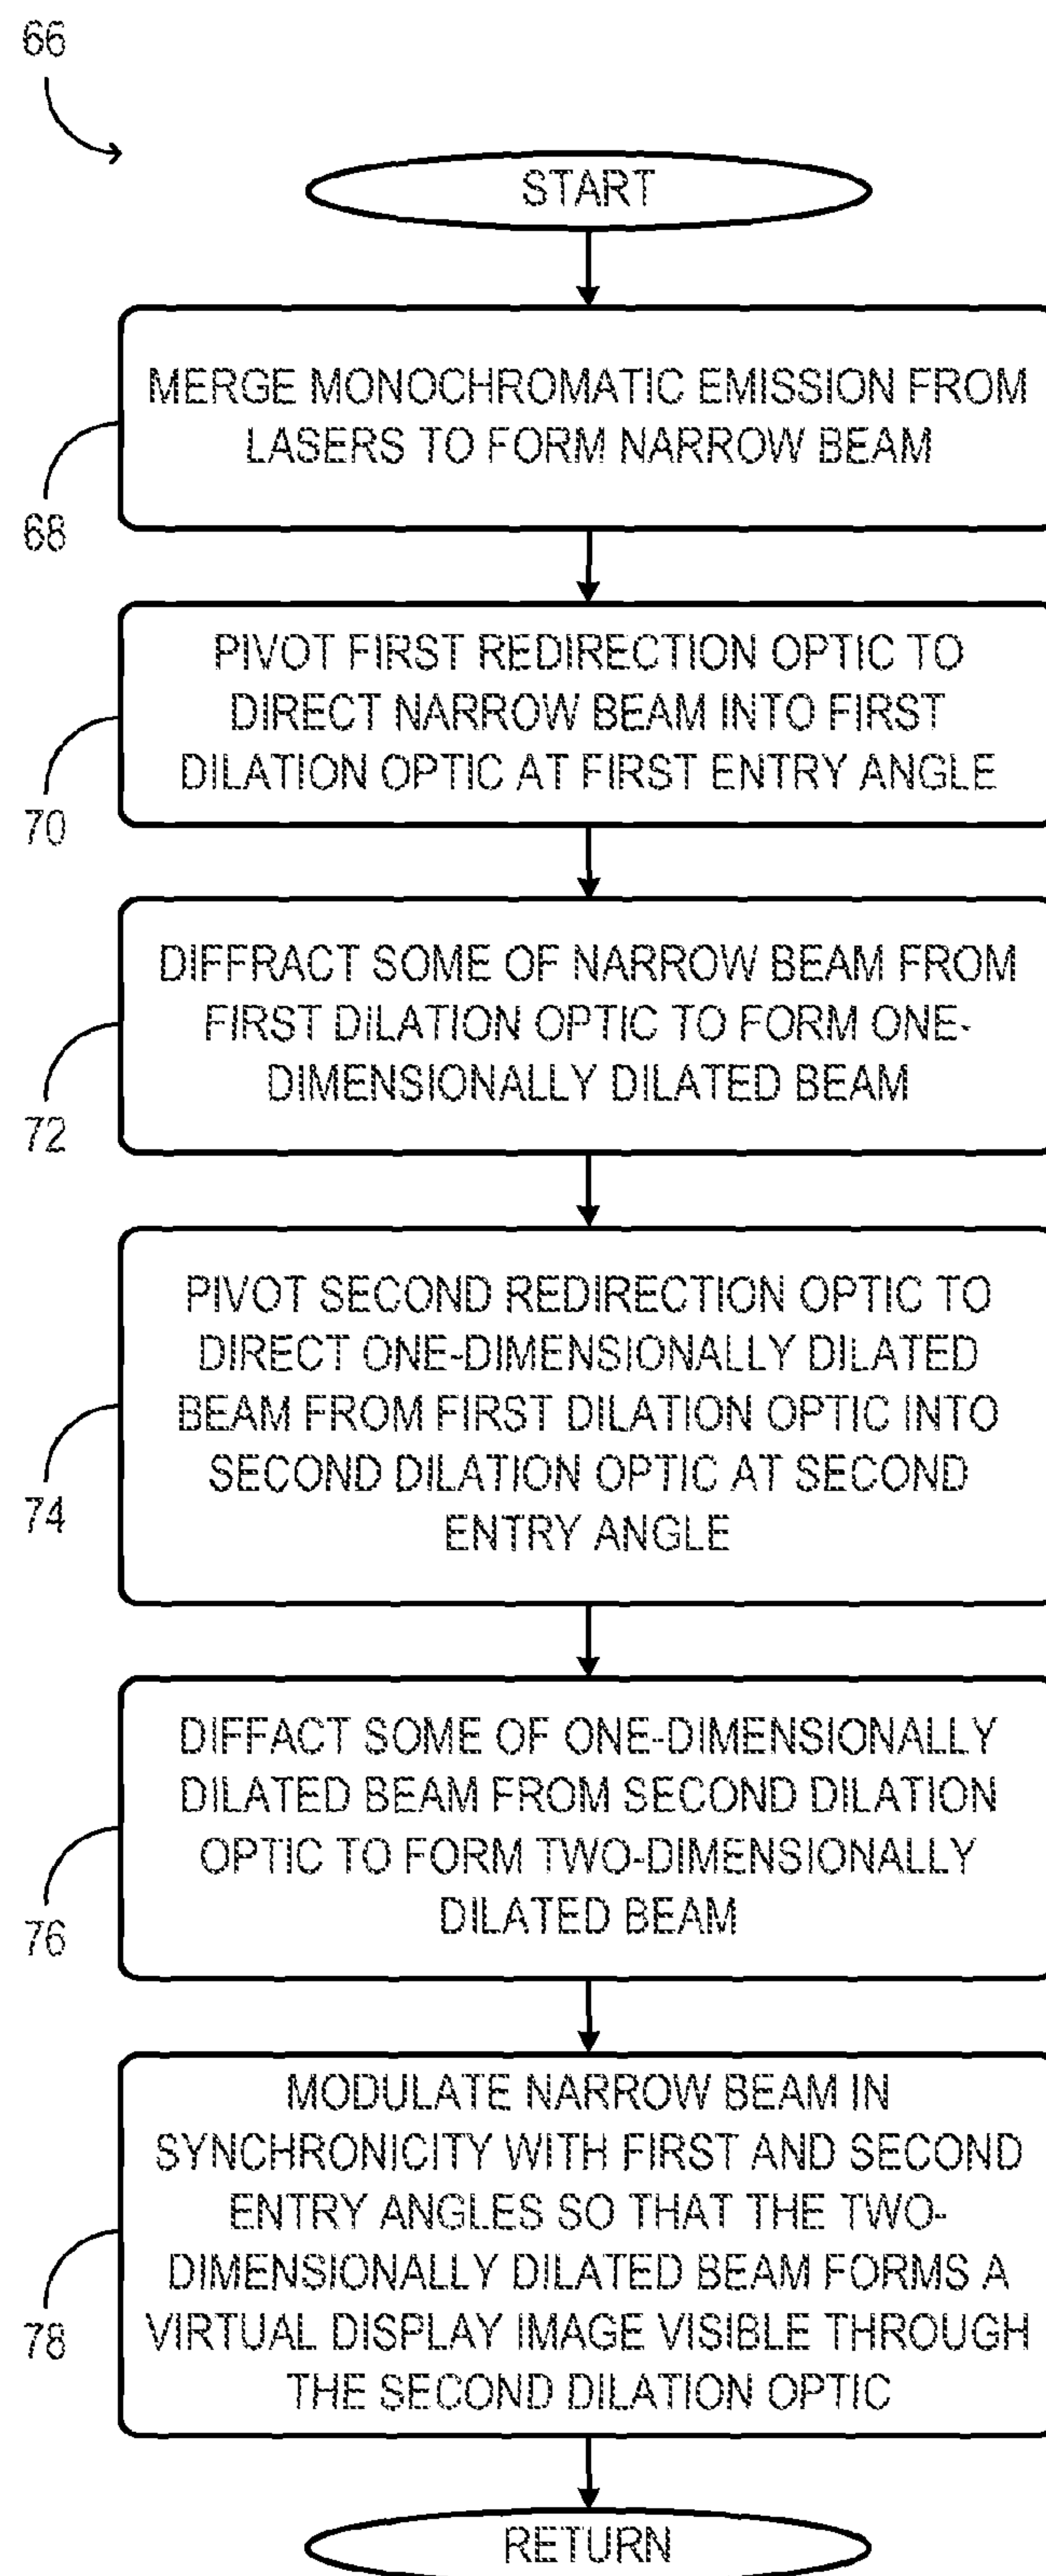 66
START
MERGE MONOCHROMATIC EMISSION FROM
LASERS TO FORM NARROW BEAM
68
PIVOT FIRST REDIRECTION OPTIC TO
DIRECT NARROW BEAM INTO FIRST
DILATION OPTIC AT FIRST ENTRY ANGLE
70
DIFFRACT SOME OF NARROW BEAM FROM
FIRST DILATION OPTIC TO FORM ONE-
DIMENSIONALLY DILATED BEAM
72
PIVOT SECOND REDIRECTION OPTIC TO
DIRECT ONE-DIMENSIONALLY DILATED
BEAM FROM FIRST DILATION OPTIC INTO
SECOND DILATION OPTIC AT SECOND
ENTRY ANGLE
74
DIFFACT SOME OF ONE-DIMENSIONALLY
DILATED BEAM FROM SECOND DILATION
OPTIC TO FORM TWO-DIMENSIONALLY
DILATED BEAM
76
MODULATE NARROW BEAM IN
SYNCHRONICITY WITH FIRST AND SECOND
ENTRY ANGLES SO THAT THE TWO-
DIMENSIONALLY DILATED BEAM FORMS A
VIRTUAL DISPLAY IMAGE VISIBLE THROUGH
THE SECOND DILATION OPTIC
78
RETURN